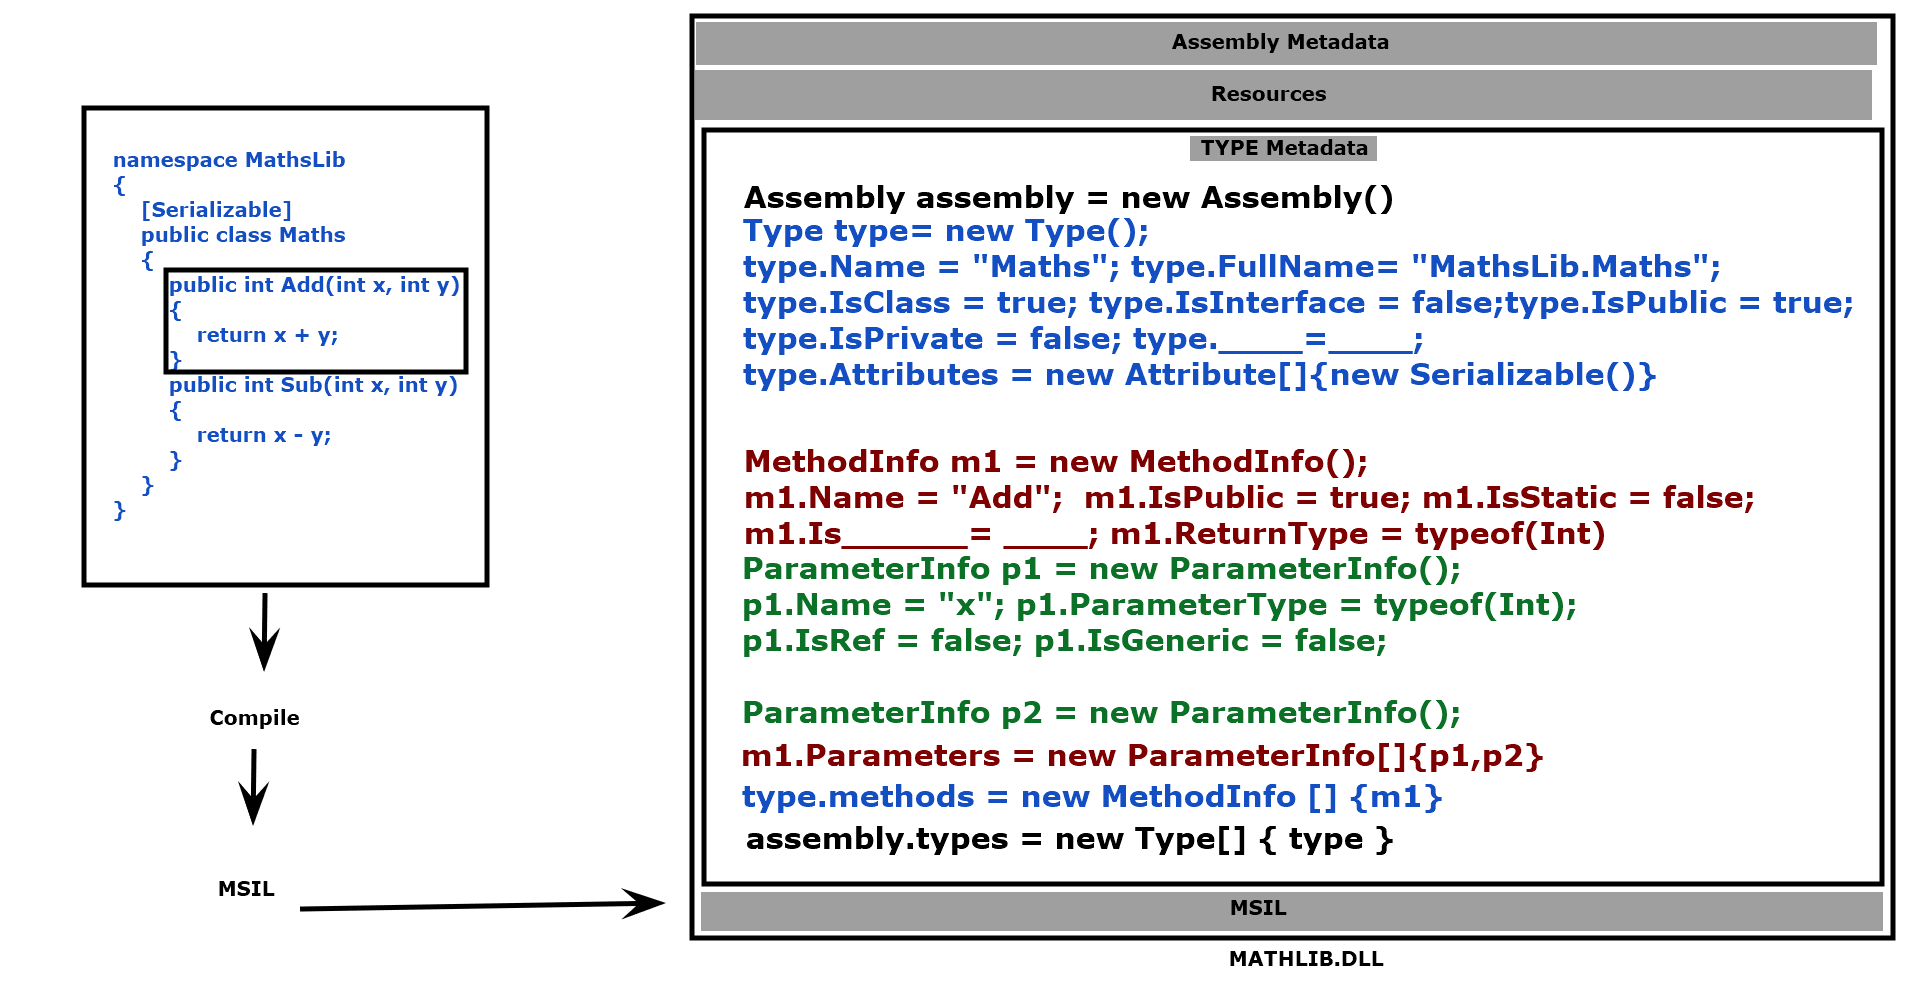 namespace MathsLib
{
[Serializable]
public class Maths
{
public int Add(int x, int y)
{
return x + y;
}
public int Sub(int x, int y)
{
return x - y;
}
}
}
Compile
MSIL
Assembly Metadata
Resources
TYPE Metadata
Assembly assembly = new Assembly()
Type type= new Type();
type.Name = "Maths"; type.FullName= "MathsLib.Maths";
type.IsClass = true; type.IsInterface = false;type.IsPublic = true;
type.IsPrivate = false; type._____=_____;
type.Attributes = new Attribute[]{new Serializable()}
MethodInfo m1 = new MethodInfo();
m1.Name = "Add";  m1.IsPublic = true; m1.IsStatic = false;
m1.Is________= _____; m1.ReturnType = typeof(Int)
ParameterInfo p1 = new ParameterInfo();
p1.Name = "x"; p1.ParameterType = typeof(Int);
p1.IsRef = false; p1.IsGeneric = false;
ParameterInfo p2 = new ParameterInfo();
m1.Parameters = new ParameterInfo[]{p1,p2}
type.methods = new MethodInfo [] {m1}
assembly.types = new Type[] { type }
MSIL
MATHLIB.DLL